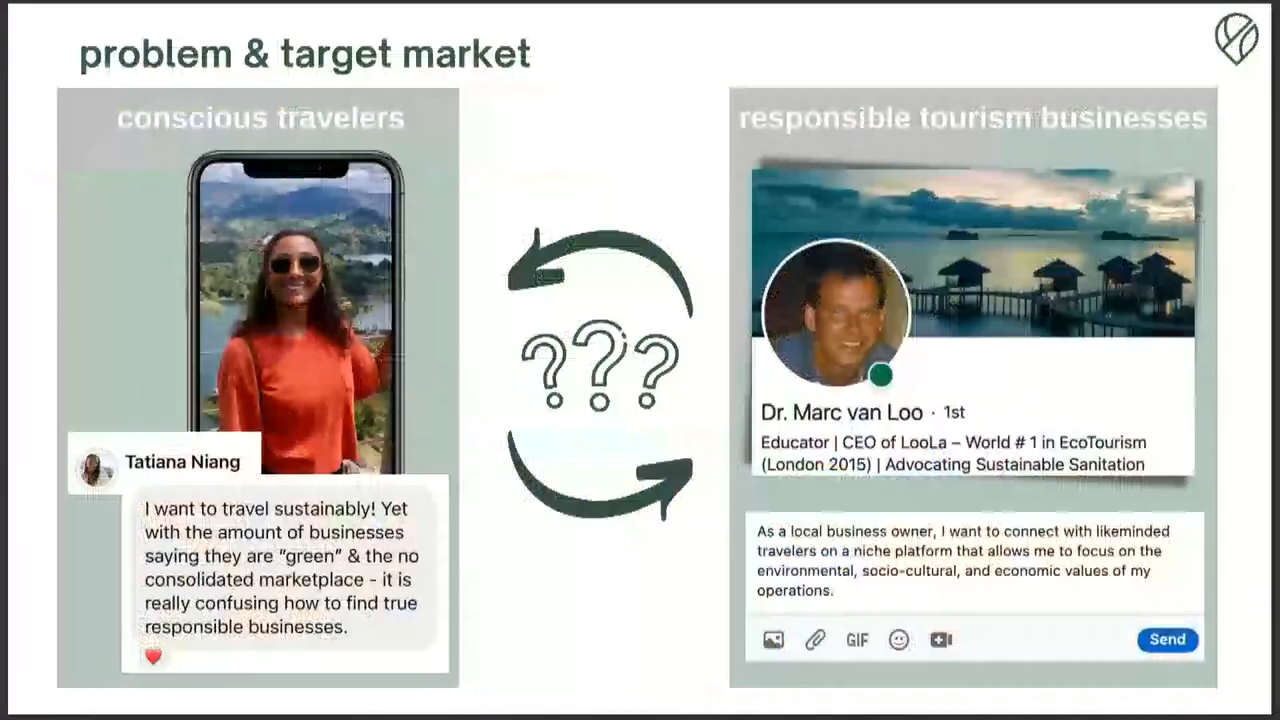 problem & target market
conscious travelers
Tatiana Niang
I want to travel sustainably! Yet
with the amount of businesses
saying they are "green" & the no
consolidated marketplace - it is
really confusing how to find true
responsible businesses.
???
responsible tourism businesses
Dr. Marc van Loo · 1st
Educator | CEO of LooLa – World # 1 in EcoTourism
(London 2015) | Advocating Sustainable Sanitation
As a local business owner, I want to connect with likeminded
travelers on a niche platform that allows me to focus on the
environmental, socio-cultural, and economic values of my
operations.
GIF
Send